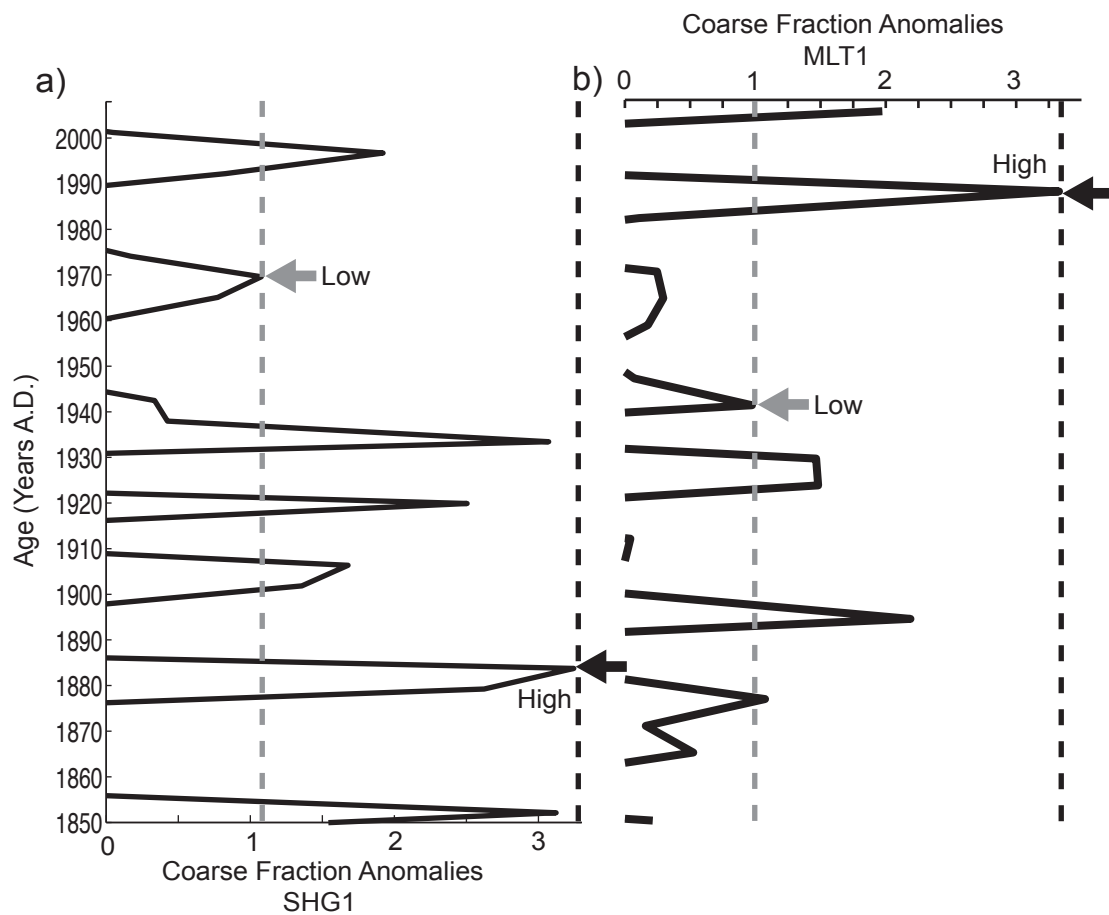 a)
2000
1990
1980
1970
1960
1950
1940
1930
1920
1910
1900
1890
1880
1870
1860
1850
Age (Years A.D.)
Low
High
0 1 2 3
Coarse Fraction Anomalies
SHG1
Coarse Fraction Anomalies
MLT1
b)
0 1 2 3
High
Low